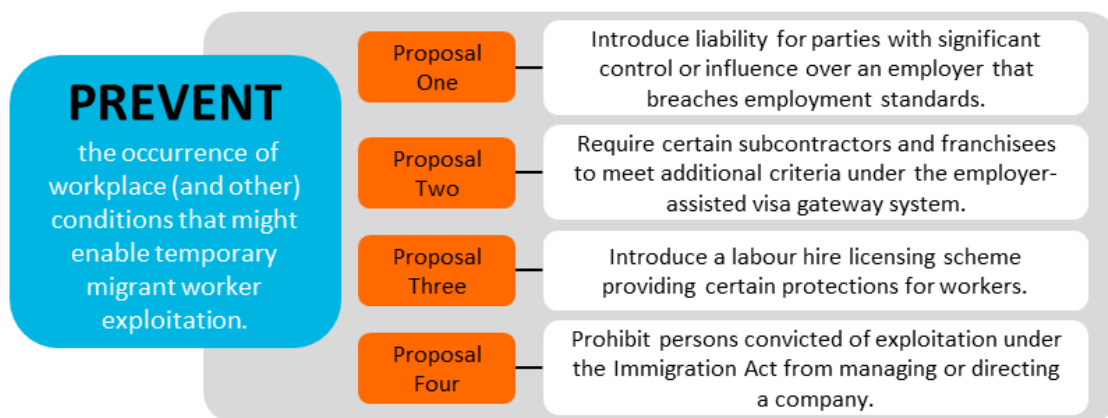 PREVENT
the occurrence of
workplace (and other)
conditions that might
enable temporary
migrant worker
exploitation.
Proposal
One
Introduce liability for parties with significant
control or influence over an employer that
breaches employment standards.
Proposal
Two
Require certain subcontractors and franchisees
to meet additional criteria under the employer-
assisted visa gateway system.
Proposal
Three
Introduce a labour hire licensing scheme
providing certain protections for workers.
Proposal
Four
Prohibit persons convicted of exploitation under
the Immigration Act from managing or directing
a company.